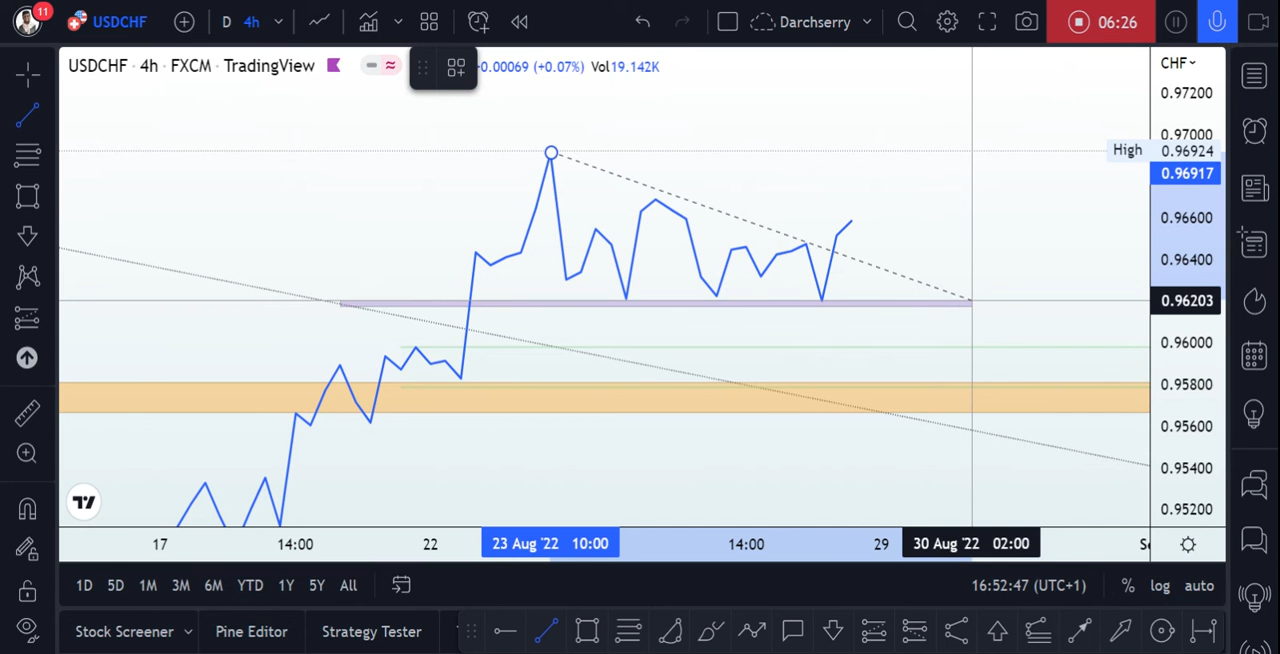 11
USDCHF
D
4h
Darchserry
06:26
USDCHF · 4h · FXCM · TradingView
-0.00069 (+0.07%) Vol19.142K
CHF
0.97200
0.97000
High 0.96924
0.96917
0.96600
0.96400
0.96203
0.96000
0.95800
0.95600
0.95400
0.95200
17
14:00
22
23 Aug '22 10:00
14:00
29
30 Aug '22 02:00
1D
5D
1M
3M
6M
YTD
1Y
5Y
All
16:52:47 (UTC+1)
%
log
auto
Stock Screener
Pine Editor
Strategy Tester